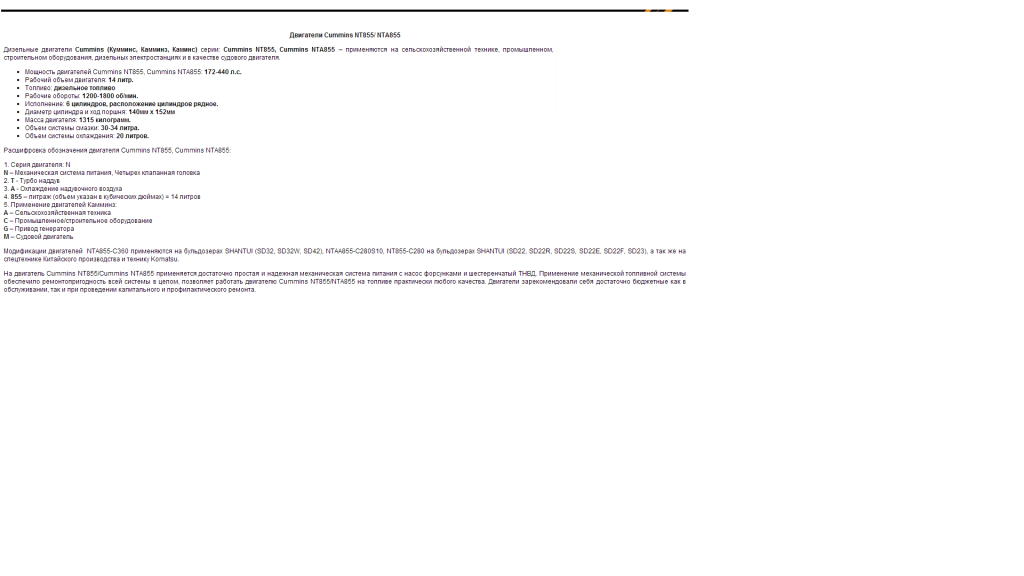 Двигатели Cummins NT855/ NTA855
Дизельные двигатели Cummins (Кумминс, Камминз, Каминс) серии: Cummins NT855, Cummins NTA855 – применяются на сельскохозяйственной технике, промышленном,
строительном оборудования, дизельных электростанциях и в качестве судового двигателя.
• Мощность двигателей Cummins NT855, Cummins NTA855: 172-440 л.с.
• Рабочий объем двигателя: 14 литр.
• Топливо: дизельное топливо
• Рабочие обороты: 1200-1800 об/мин.
• Исполнение: 6 цилиндров, расположение цилиндров рядное.
• Диаметр цилиндра и ход поршня: 140мм х 152мм
• Масса двигателя: 1315 килограмм.
• Объем системы смазки: 30-34 литра.
• Объем системы охлаждения: 20 литров.
Расшифровка обозначения двигателя Cummins NT855, Cummins NTA855:
1. Серия двигателя: N
N – Механическая система питания, Четырех клапанная головка
2. T - Турбо наддув
3. A - Охлаждение надувочного воздуха
4. 855 – литраж (объем указан в кубических дюймах) = 14 литров
5. Применение двигателей Камминз:
A – Сельскохозяйственная техника
C – Промышленное/строительное оборудование
G – Привод генератора
M – Судовой двигатель
Модификации двигателей: NTA855-C360 применяются на бульдозерах SHANTUI (SD32, SD32W, SD42), NTAA855-C280S10, NT855-C280 на бульдозерах SHANTUI (SD22, SD22R, SD22S, SD22E, SD22F, SD23), а так же на
спецтехнике Китайского производства и технику Komatsu.
На двигатель Cummins NT855/Cummins NTA855 применяется достаточно простая и надежная механическая система питания с насос форсунками и шестеренчатый ТНВД. Применение механической топливной системы
обеспечило ремонтопригодность всей системы в целом, позволяет работать двигателю Cummins NT855/NTA855 на топливе практически любого качества. Двигатели зарекомендовали себя достаточно бюджетные как в
обслуживании, так и при проведении капитального и профилактического ремонта.